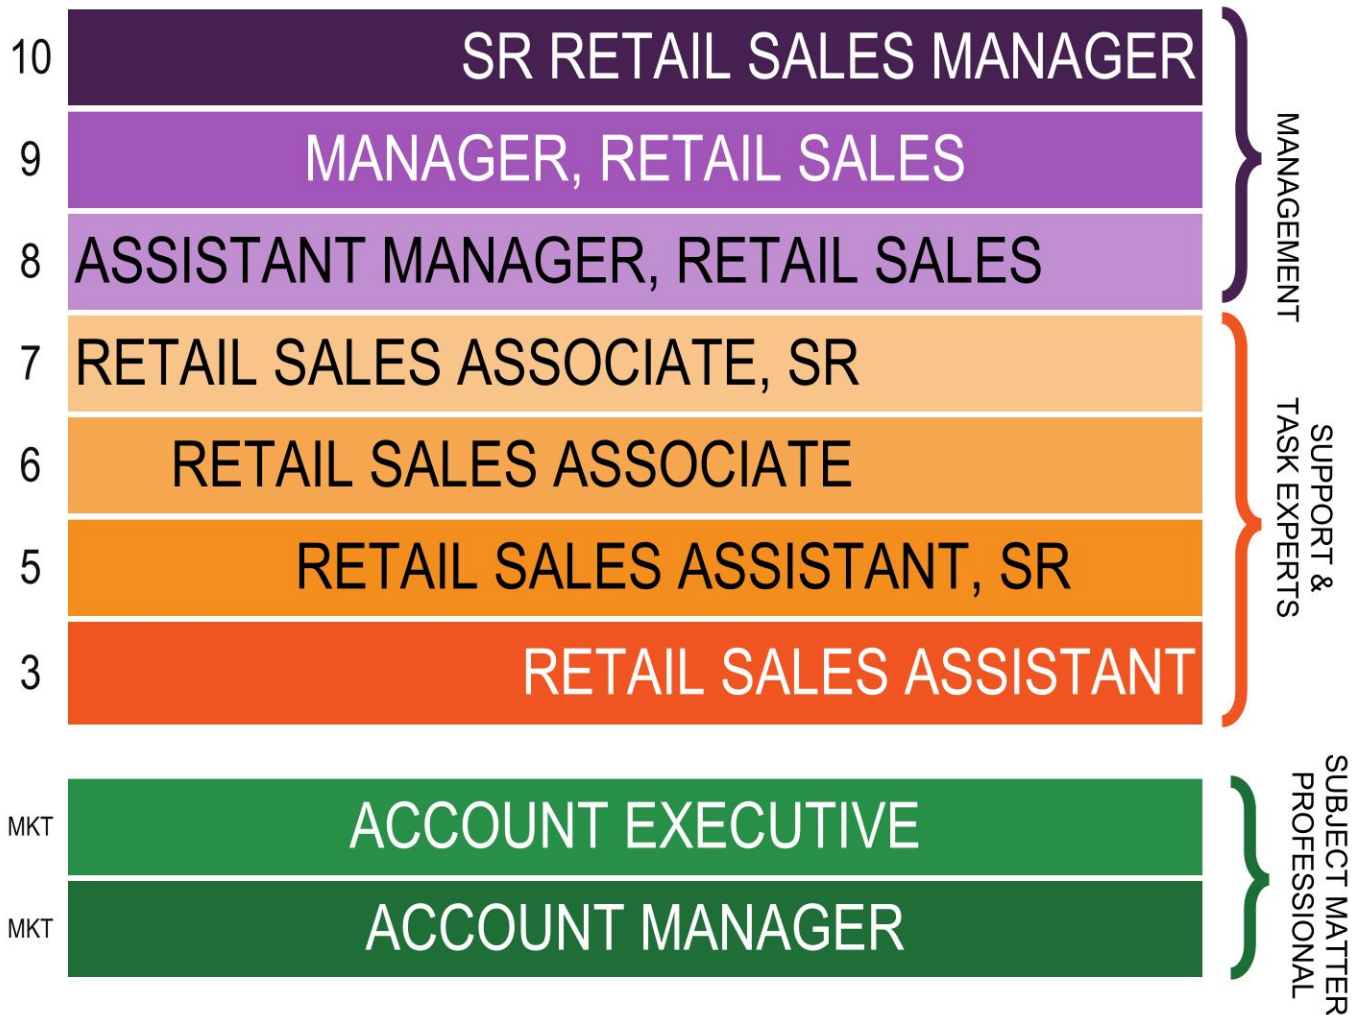 10
SR RETAIL SALES MANAGER
9
MANAGER, RETAIL SALES
8
ASSISTANT MANAGER, RETAIL SALES
MANAGEMENT
7
RETAIL SALES ASSOCIATE, SR
6
RETAIL SALES ASSOCIATE
5
RETAIL SALES ASSISTANT, SR
3
RETAIL SALES ASSISTANT
SUPPORT &
TASK EXPERTS
MKT
ACCOUNT EXECUTIVE
MKT
ACCOUNT MANAGER
SUBJECT MATTER
PROFESSIONAL